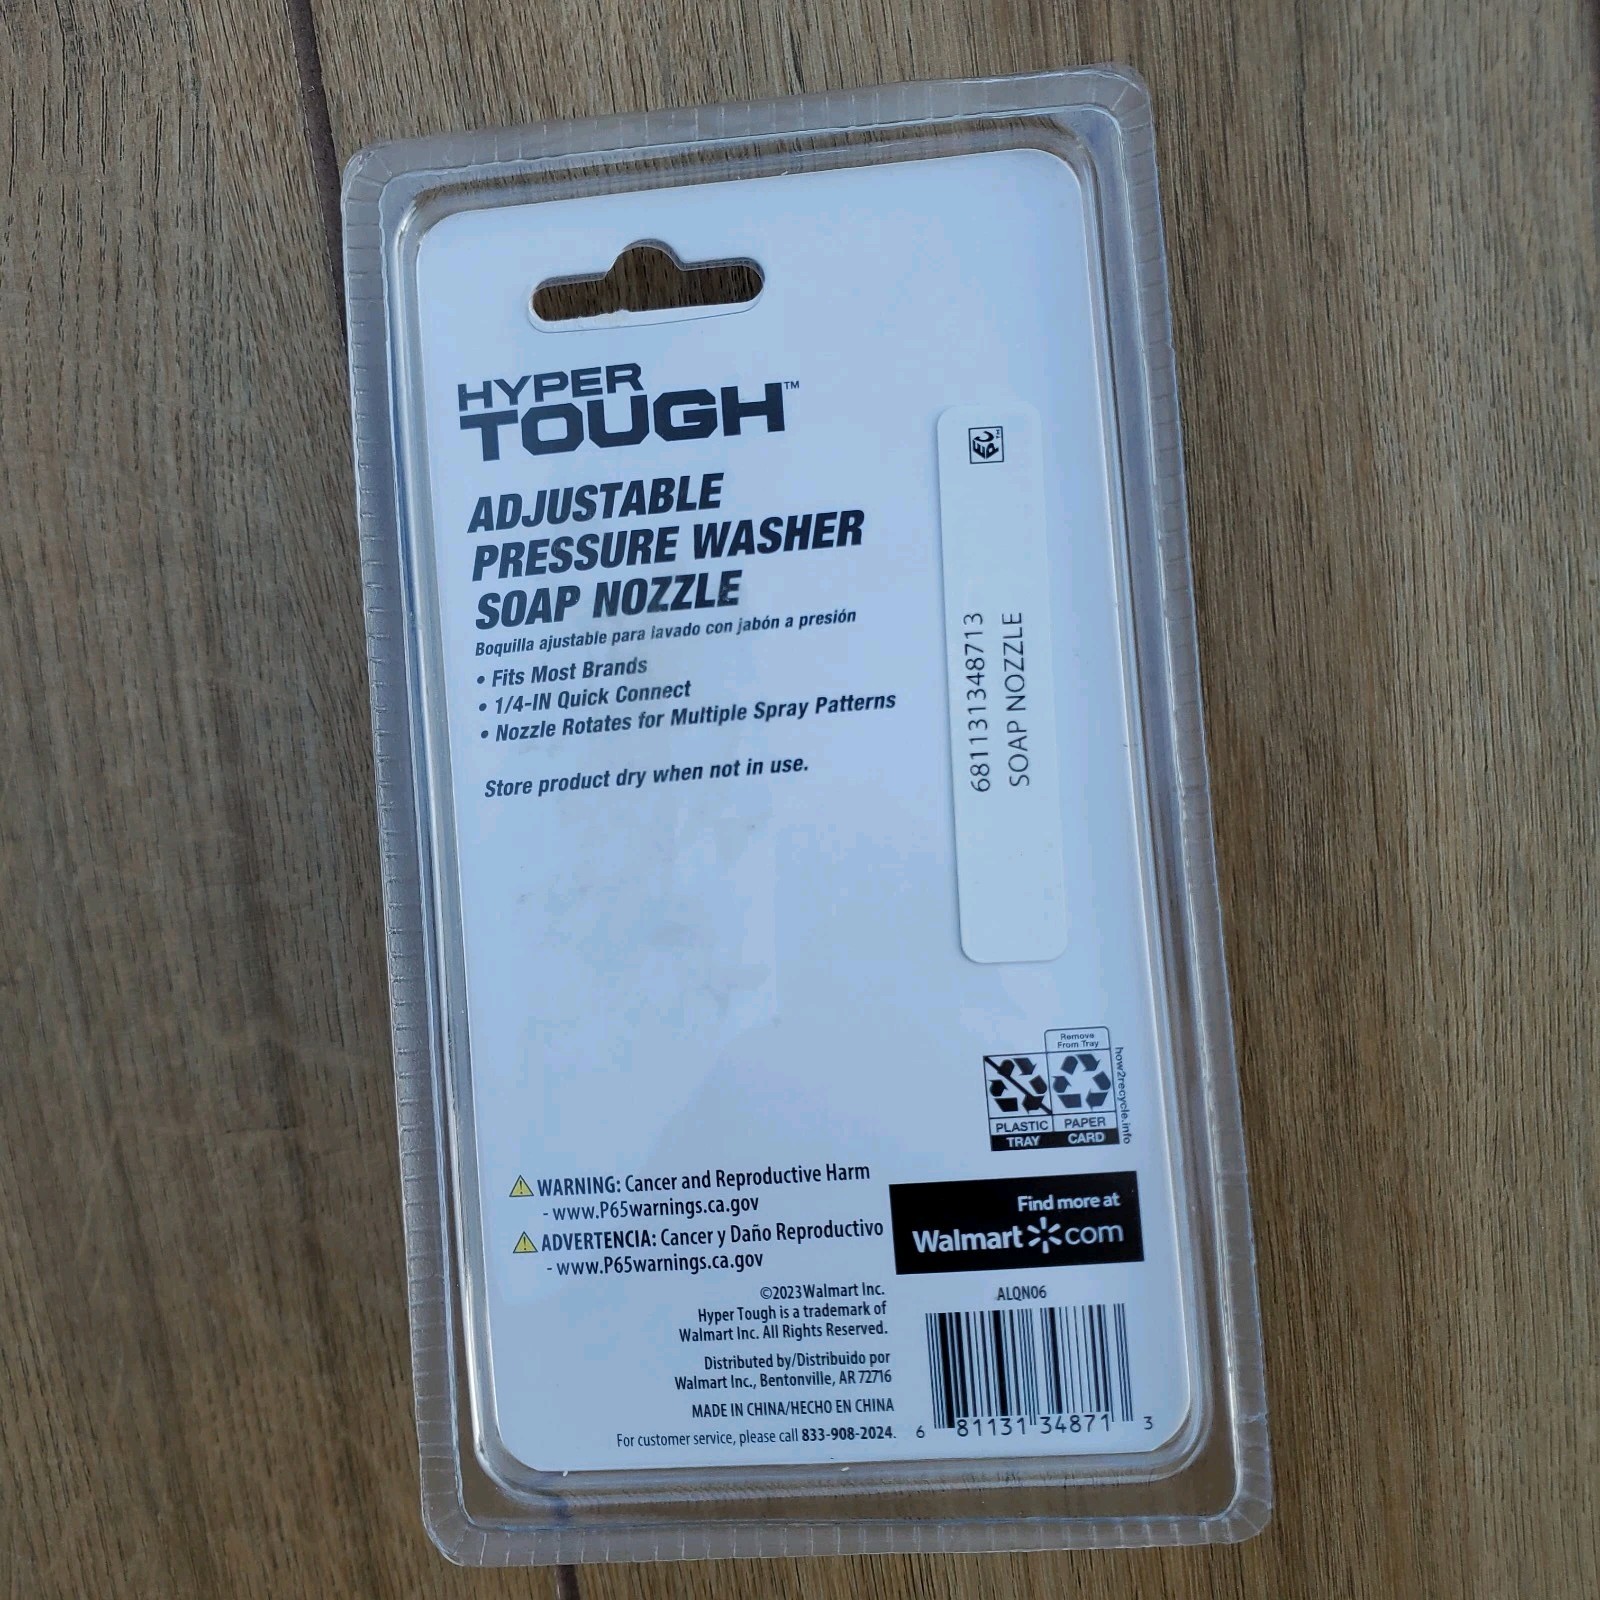 HYPER
TOUGH™
ADJUSTABLE
PRESSURE WASHER
SOAP NOZZLE
Boquilla ajustable para lavado con jabón a presión
• Fits Most Brands
• 1/4-IN Quick Connect
• Nozzle Rotates for Multiple Spray Patterns
Store product dry when not in use.
EPC™
681131348713
SOAP NOZZLE
Remove
From Tray
PLASTIC
TRAY
PAPER
CARD
how2recycle.info
WARNING: Cancer and Reproductive Harm
- www.P65warnings.ca.gov
ADVERTENCIA: Cancer y Daño Reproductivo
- www.P65warnings.ca.gov
Find more at
Walmart com
©2023Walmart Inc.
Hyper Tough is a trademark of
Walmart Inc. All Rights Reserved.
Distributed by/Distribuido por
Walmart Inc., Bentonville, AR 72716
MADE IN CHINA/HECHO EN CHINA
For customer service, please call 833-908-2024.
ALQN06
6 81131 34871 3